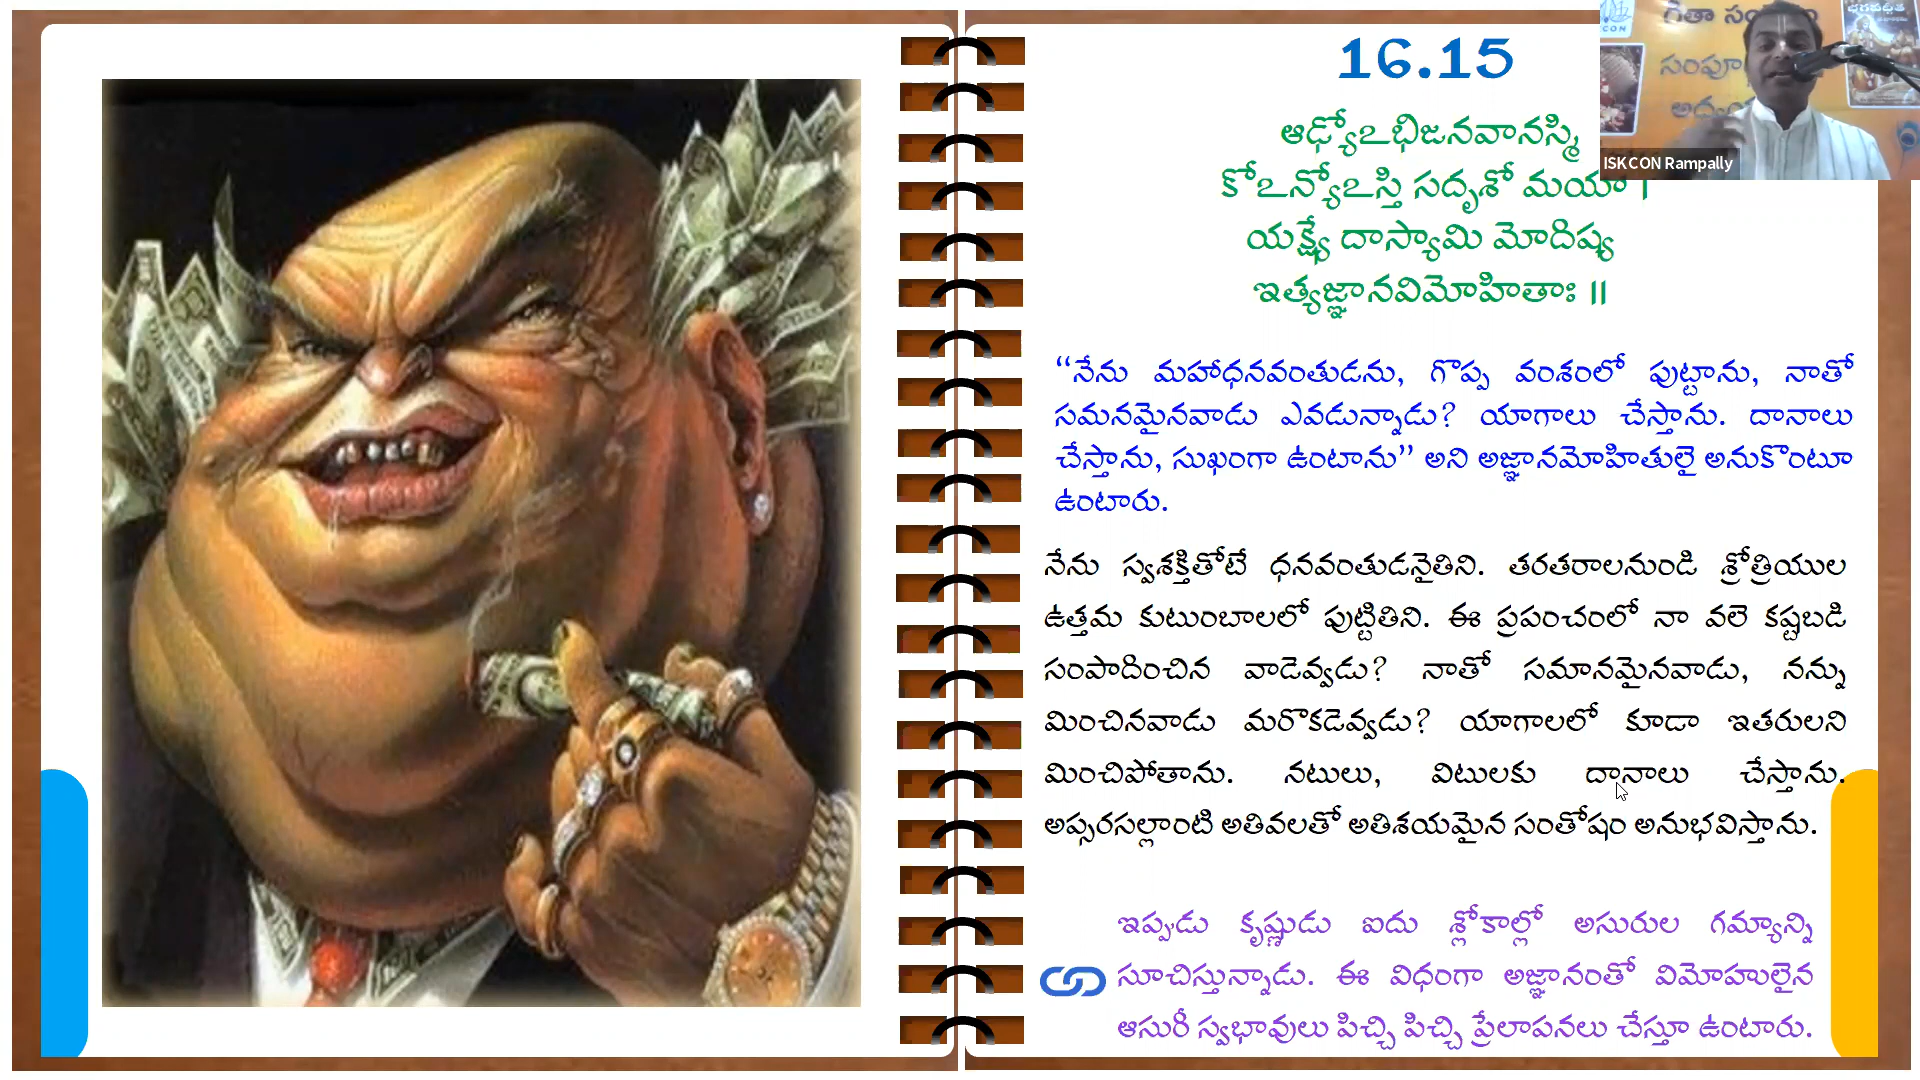 16.15
ఆఢ్యోఽభిజనవానస్మి
కోఽన్యోఽస్తి సదృశో మయా ।
యక్ష్యే దాస్యామి మోదిష్య
ఇత్యజ్ఞానవిమోహితాః ॥
“నేను మహాధనవంతుడను, గొప్ప వంశంలో పుట్టాను, నాతో
సమనమైనవాడు ఎవడున్నాడు? యాగాలు చేస్తాను. దానాలు
చేస్తాను, సుఖంగా ఉంటాను” అని అజ్ఞానమోహితులై అనుకొంటూ
ఉంటారు.
నేను స్వశక్తితోటే ధనవంతుడనైతిని. తరతరాలనుండి శ్రోత్రియుల
ఉత్తమ కుటుంబాలలో పుట్టితిని. ఈ ప్రపంచంలో నా వలె కష్టబడి
సంపాదించిన వాడెవ్వడు? నాతో సమానమైనవాడు, నన్ను
మించినవాడు మరొకడెవ్వడు? యాగాలలో కూడా ఇతరులని
మించిపోతాను. నటులు, విటులకు దానాలు చేస్తాను.
అప్సరసల్లాంటి అతివలతో అతిశయమైన సంతోషం అనుభవిస్తాను.
ఇప్పుడు కృష్ణుడు ఐదు శ్లోకాల్లో అసురుల గమ్యాన్ని
సూచిస్తున్నాడు. ఈ విధంగా అజ్ఞానంతో విమోహులైన
ఆసురీ స్వభావులు పిచ్చి పిచ్చి ప్రేలాపనలు చేస్తూ ఉంటారు.
గీతా
ISKCON Rampally